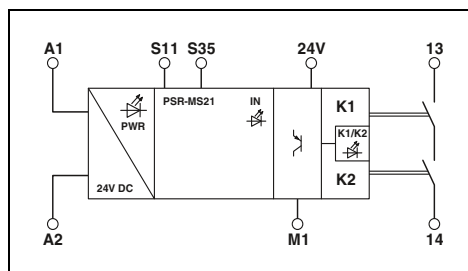 A1 S11 S35 24V 13
PSR-MS21 IN K1
PWR K1/K2
24V DC K2
A2 M1 14